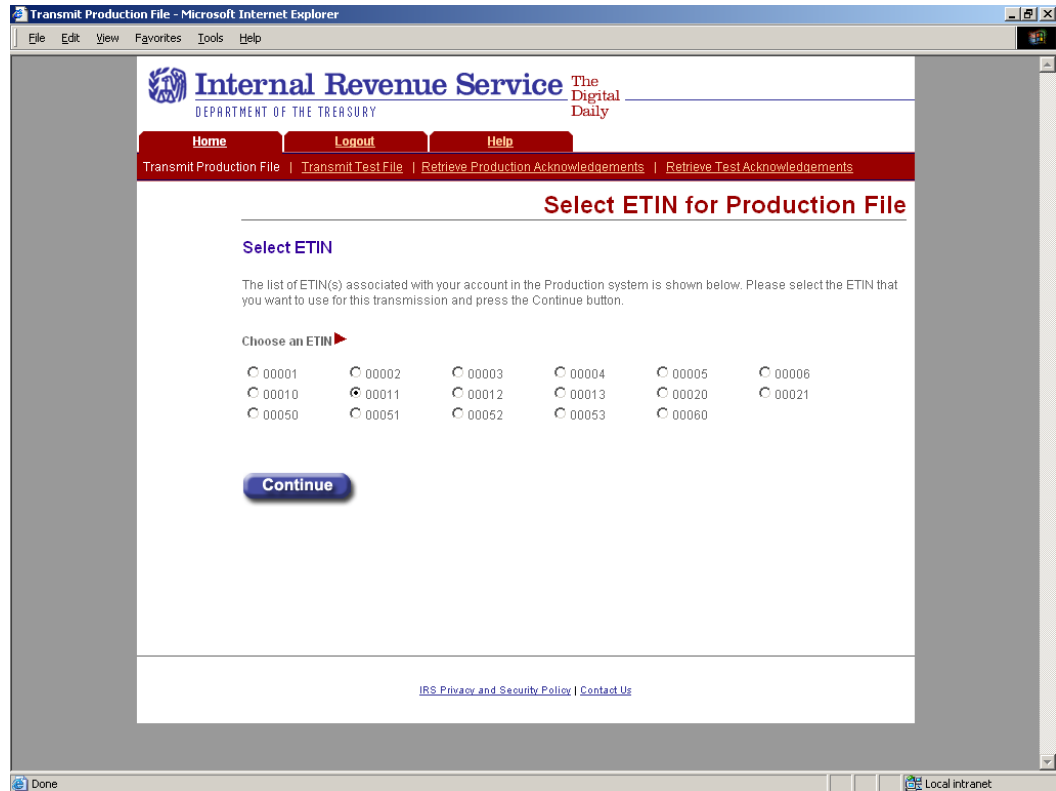 Transmit Production File - Microsoft Internet Explorer
File Edit View Favorites Tools Help
Internal Revenue Service
DEPARTMENT OF THE TREASURY
The
Digital
Daily
Home Logout Help
Transmit Production File | Transmit Test File | Retrieve Production Acknowledgements | Retrieve Test Acknowledgements
Select ETIN for Production File
Select ETIN
The list of ETIN(s) associated with your account in the Production system is shown below. Please select the ETIN that
you want to use for this transmission and press the Continue button.
Choose an ETIN
00001 00002 00003 00004 00005 00006
00010 00011 00012 00013 00020 00021
00050 00051 00052 00053 00060
Continue
IRS Privacy and Security Policy | Contact Us
Done
Local intranet